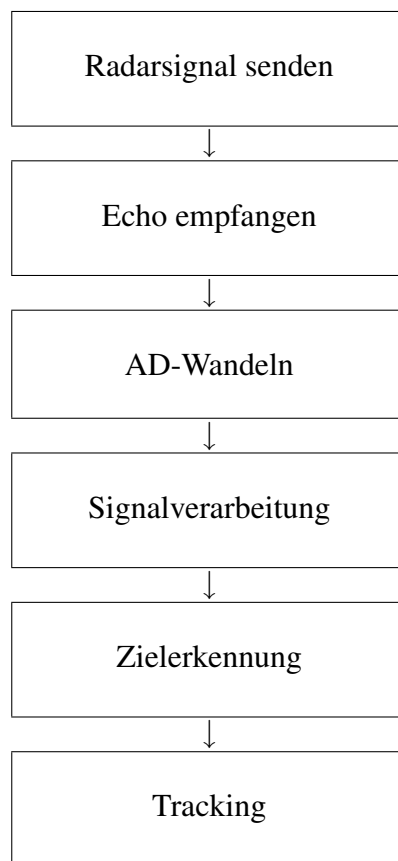 Radarsignal senden
↓
Echo empfangen
↓
AD-Wandeln
↓
Signalverarbeitung
↓
Zielerkennung
↓
Tracking